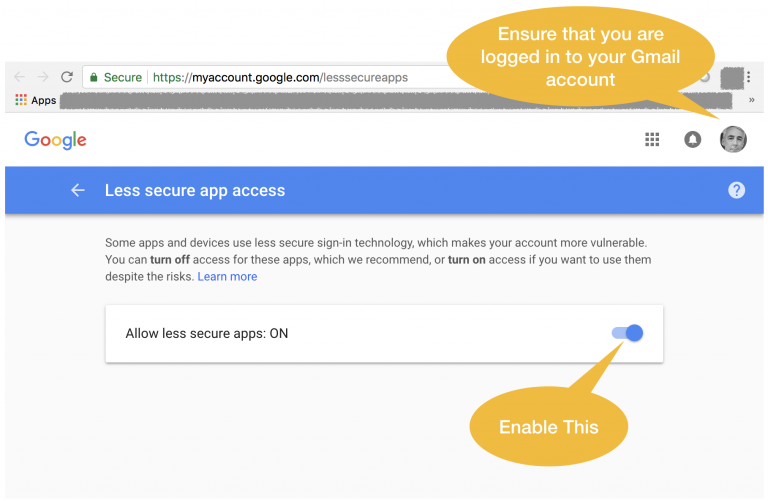 Ensure that you are
logged in to your Gmail
account
Secure https://myaccount.google.com/lesssecureapps
Apps »
Google
Less secure app access ?
Some apps and devices use less secure sign-in technology, which makes your account more vulnerable.
You can turn off access for these apps, which we recommend, or turn on access if you want to use them
despite the risks. Learn more
Allow less secure apps: ON
Enable This